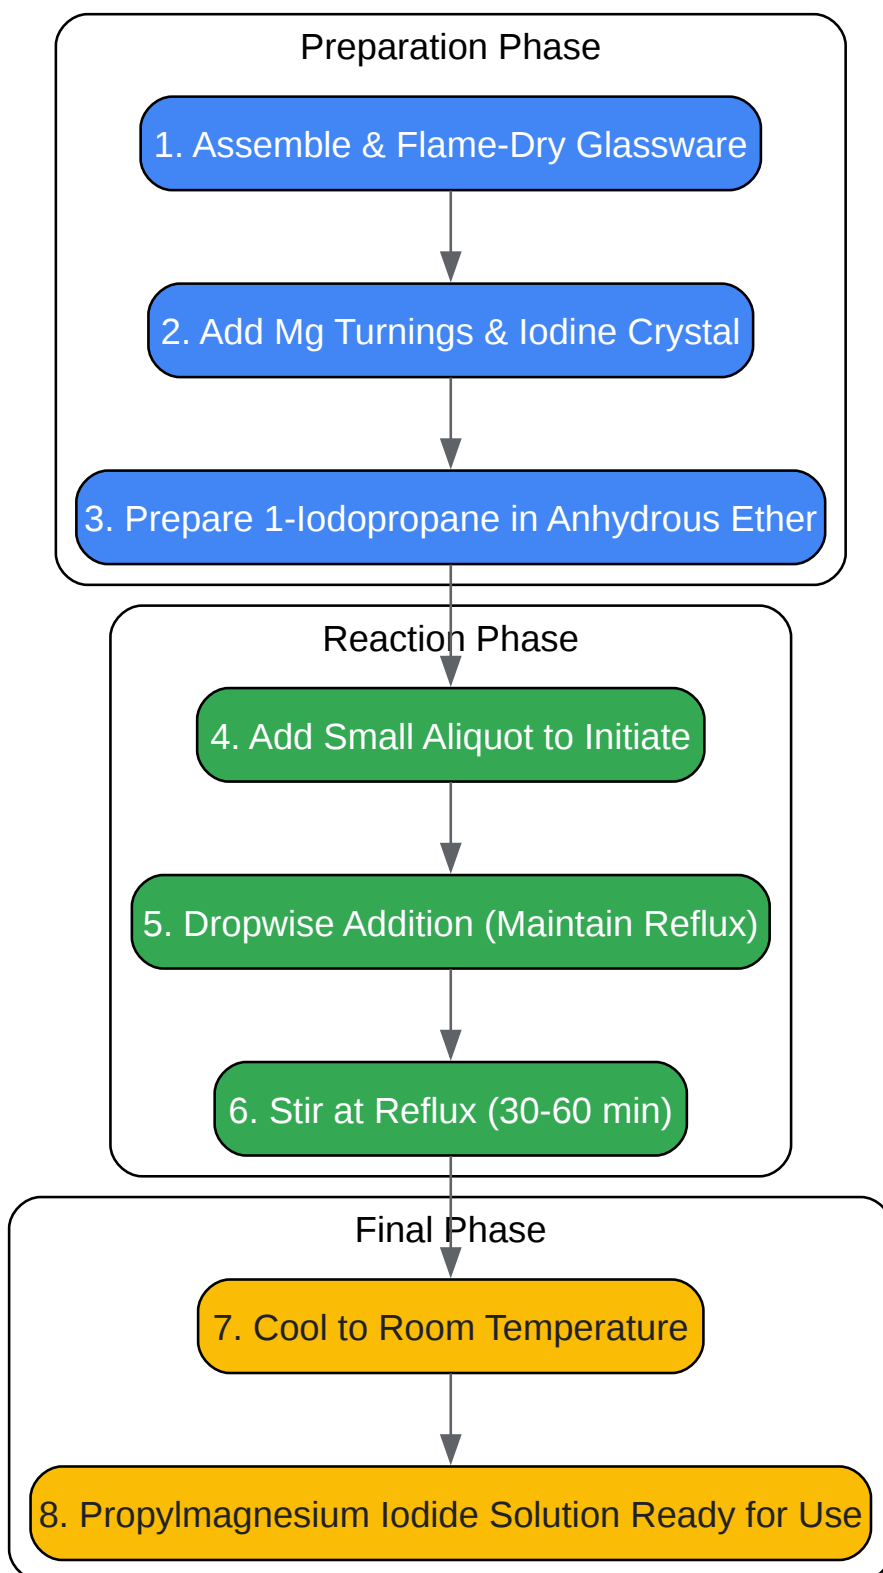 Preparation Phase
1. Assemble & Flame-Dry Glassware
2. Add Mg Turnings & Iodine Crystal
3. Prepare 1-Iodopropane in Anhydrous Ether
Reaction Phase
4. Add Small Aliquot to Initiate
5. Dropwise Addition (Maintain Reflux)
6. Stir at Reflux (30-60 min)
Final Phase
7. Cool to Room Temperature
8. Propylmagnesium Iodide Solution Ready for Use